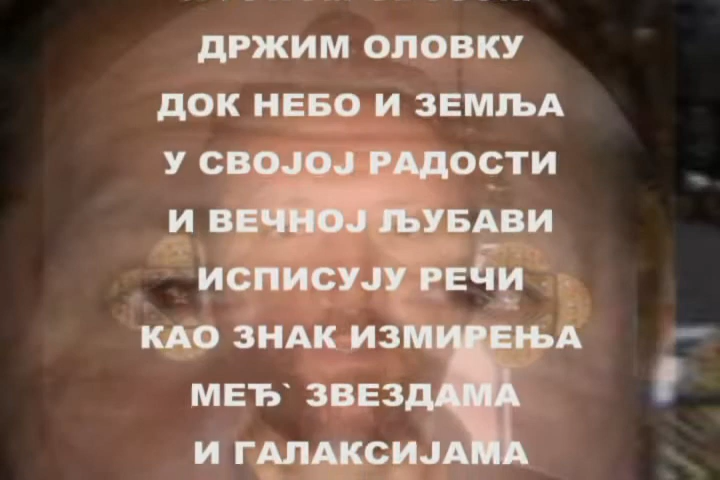 ДРЖИМ ОЛОВКУ
ДОК НЕБО И ЗЕМЉА
У СВОЈОЈ РАДОСТИ
И ВЕЧНОЈ ЉУБАВИ
ИСПИСУЈУ РЕЧИ
КАО ЗНАК ИЗМИРЕЊА
МЕЂ` ЗВЕЗДАМА
И ГАЛАКСИЈАМА